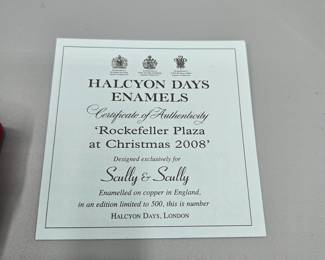 HALCYON DAYS
ENAMELS
Certificate of Authenticity
‘Rockefeller Plaza
at Christmas 2008’
Designed exclusively for
Scully & Scully
Enamelled on copper in England,
in an edition limited to 500, this is number
HALCYON DAYS, LONDON